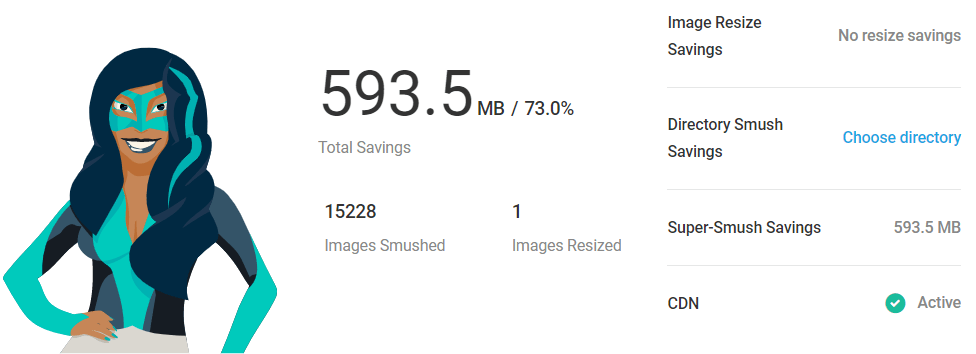 593.5 MB / 73.0%
Total Savings
15228
Images Smushed
1
Images Resized
Image Resize
Savings
No resize savings
Directory Smush
Savings
Choose directory
Super-Smush Savings
593.5 MB
CDN
Active